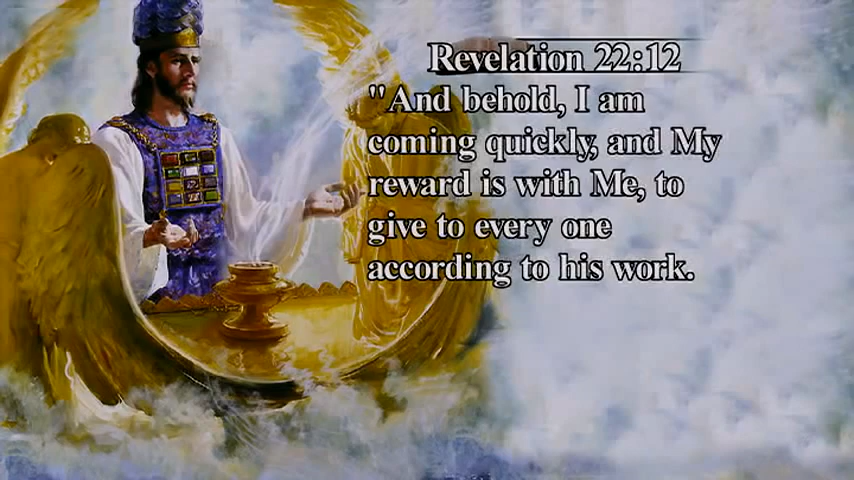 Revelation 22:12
"And behold, I am
coming quickly, and My
reward is with Me, to
give to every one
according to his work.